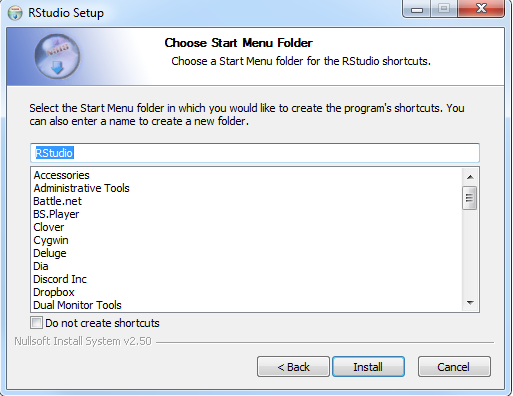 RStudio Setup
Choose Start Menu Folder
Choose a Start Menu folder for the RStudio shortcuts.
Select the Start Menu folder in which you would like to create the program's shortcuts. You
can also enter a name to create a new folder.
RStudio
Accessories
Administrative Tools
Battle.net
BS.Player
Clover
Cygwin
Deluge
Dia
Discord Inc
Dropbox
Dual Monitor Tools
Do not create shortcuts
Nullsoft Install System v2.50
< Back
Install
Cancel